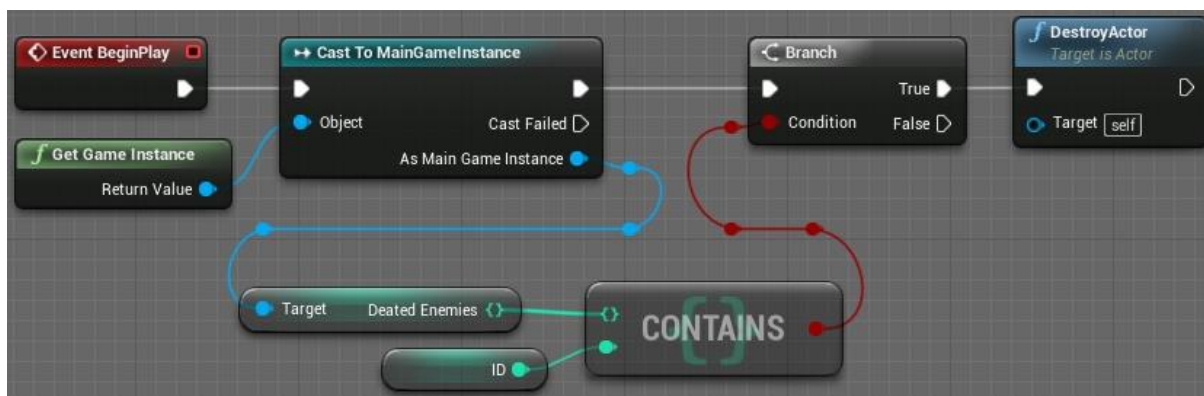 Event BeginPlay
Cast To MainGameInstance
Branch
f DestroyActor
Target is Actor
Object
Cast Failed
As Main Game Instance
True
Condition
False
Target self
f Get Game Instance
Return Value
Target
Deated Enemies {}
{} CONTAINS
ID